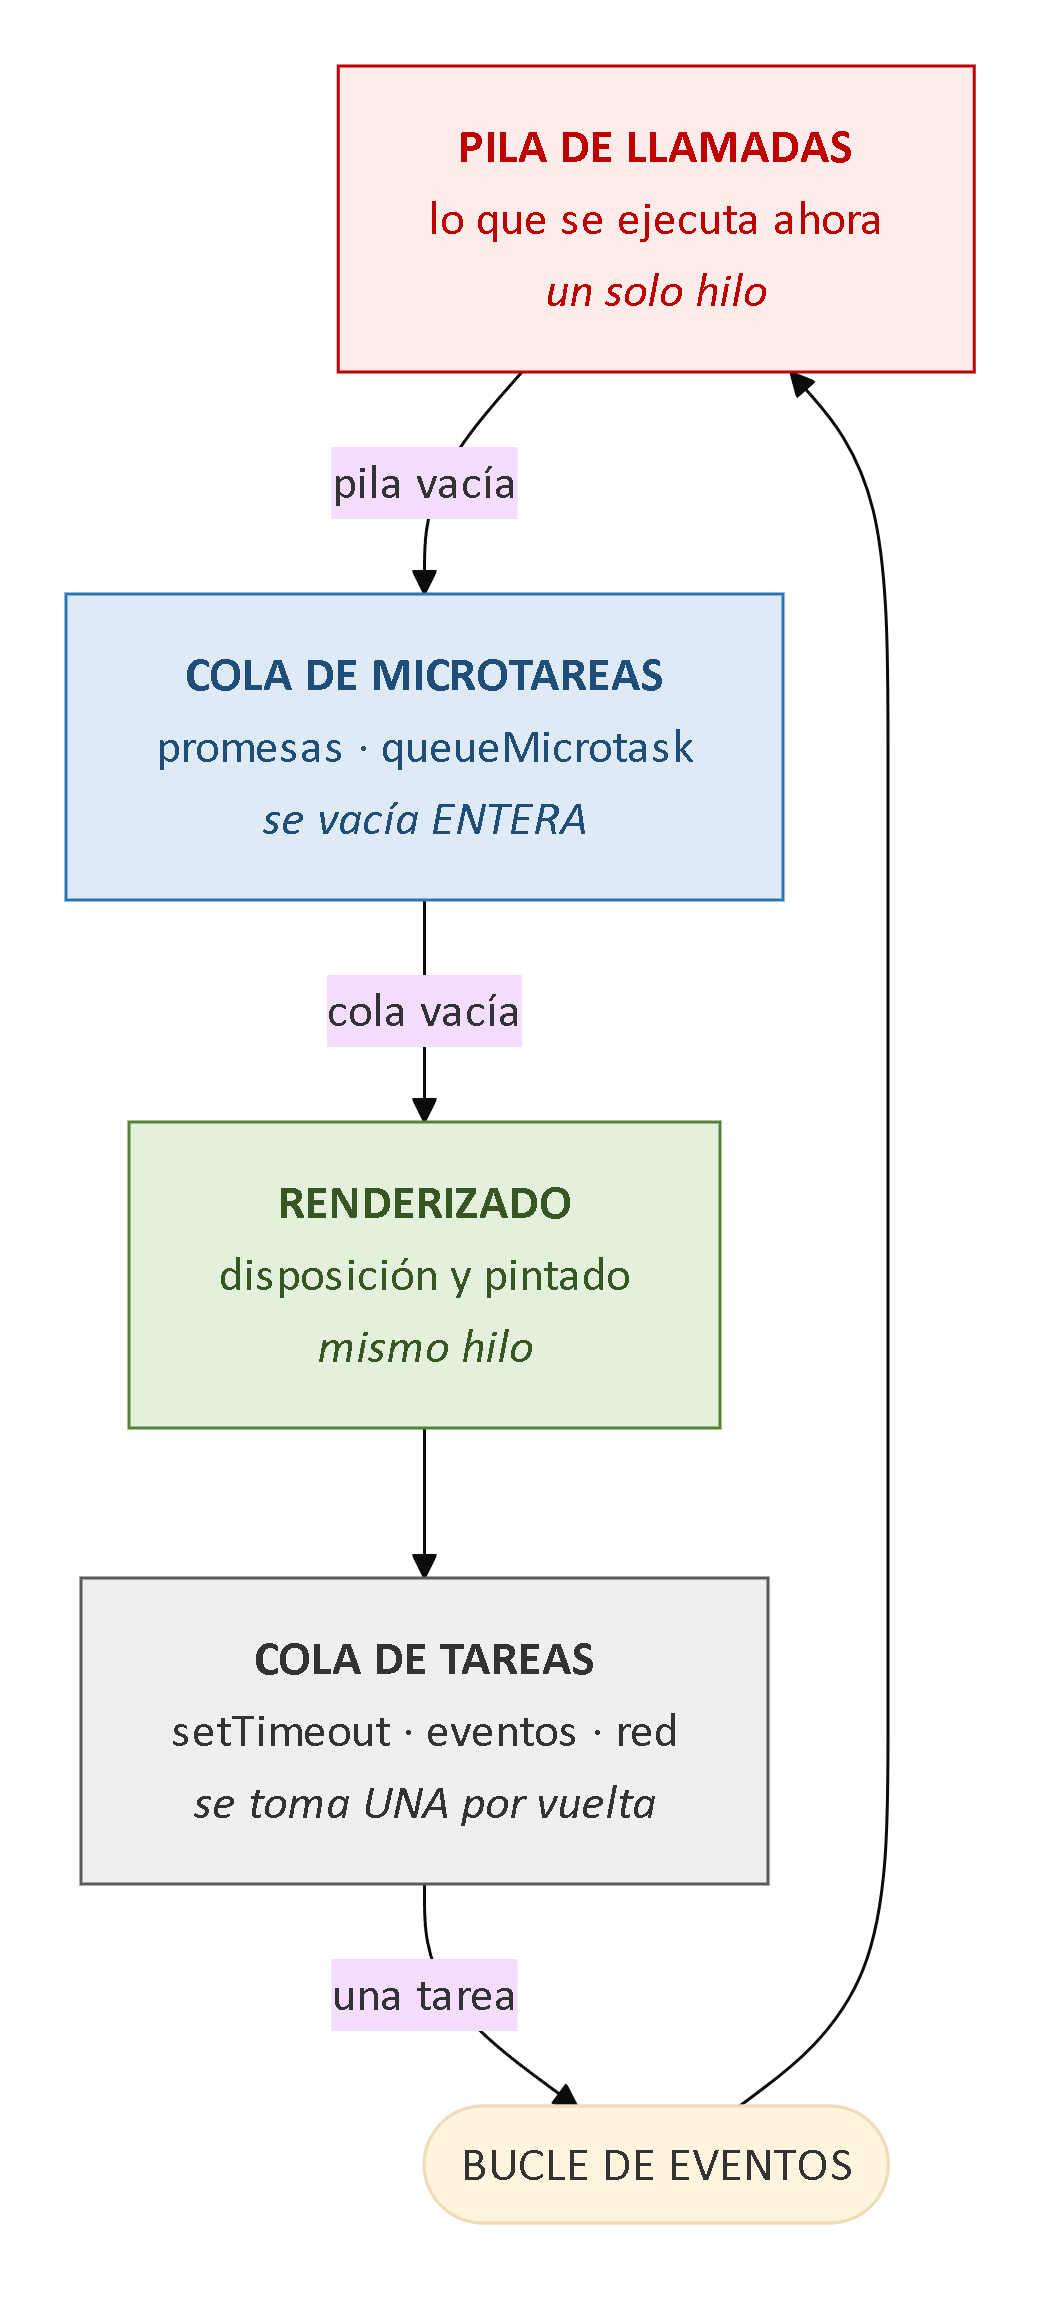 PILA DE LLAMADAS
lo que se ejecuta ahora
un solo hilo
pila vacía
COLA DE MICROTAREAS
promesas · queueMicrotask
se vacía ENTERA
cola vacía
RENDERIZADO
disposición y pintado
mismo hilo
COLA DE TAREAS
setTimeout · eventos · red
se toma UNA por vuelta
una tarea
BUCLE DE EVENTOS